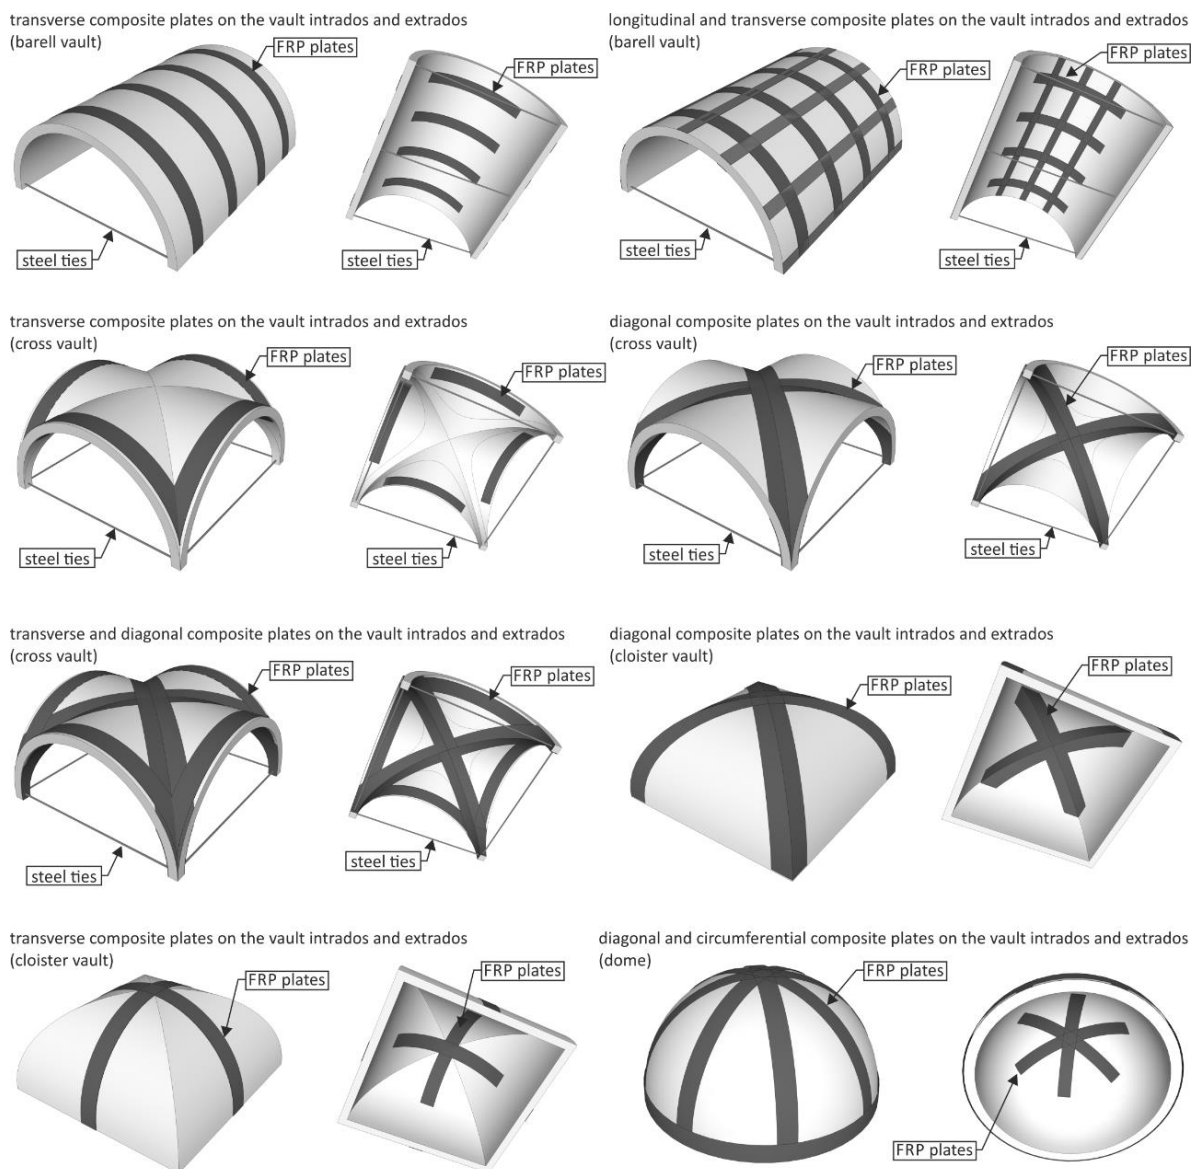 transverse composite plates on the vault intrados and extrados
(barell vault)
FRP plates
FRP plates
steel ties
steel ties
longitudinal and transverse composite plates on the vault intrados and extrados
(barell vault)
FRP plates
FRP plates
steel ties
steel ties
transverse composite plates on the vault intrados and extrados
(cross vault)
FRP plates
FRP plates
steel ties
steel ties
diagonal composite plates on the vault intrados and extrados
(cross vault)
FRP plates
FRP plates
steel ties
steel ties
transverse and diagonal composite plates on the vault intrados and extrados
(cross vault)
FRP plates
FRP plates
steel ties
steel ties
diagonal composite plates on the vault intrados and extrados
(cloister vault)
FRP plates
FRP plates
transverse composite plates on the vault intrados and extrados
(cloister vault)
FRP plates
FRP plates
diagonal and circumferential composite plates on the vault intrados and extrados
(dome)
FRP plates
FRP plates